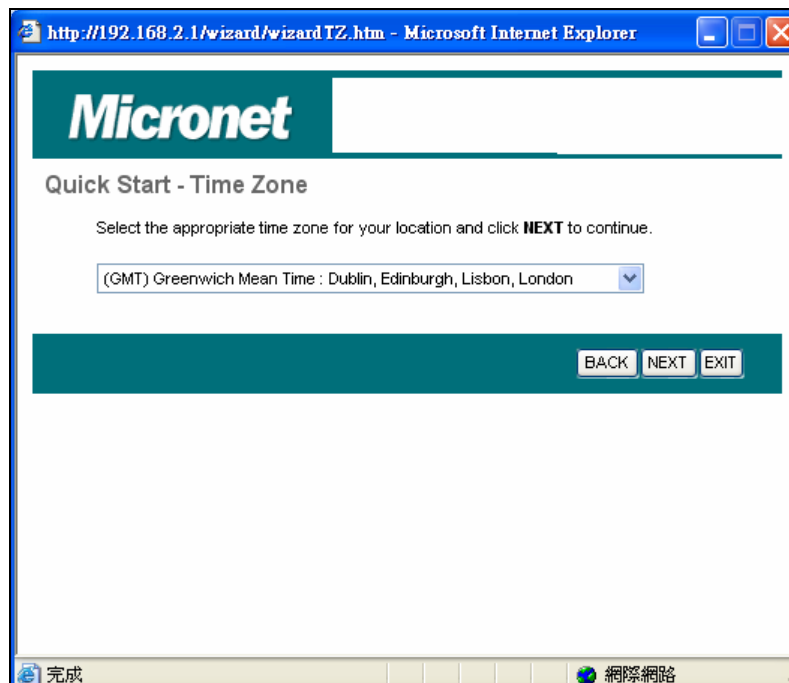 http://192.168.2.1/wizard/wizardTZ.htm - Microsoft Internet Explorer
Micronet
Quick Start - Time Zone
Select the appropriate time zone for your location and click NEXT to continue.
(GMT) Greenwich Mean Time : Dublin, Edinburgh, Lisbon, London
BACK NEXT EXIT
完成 網際網路